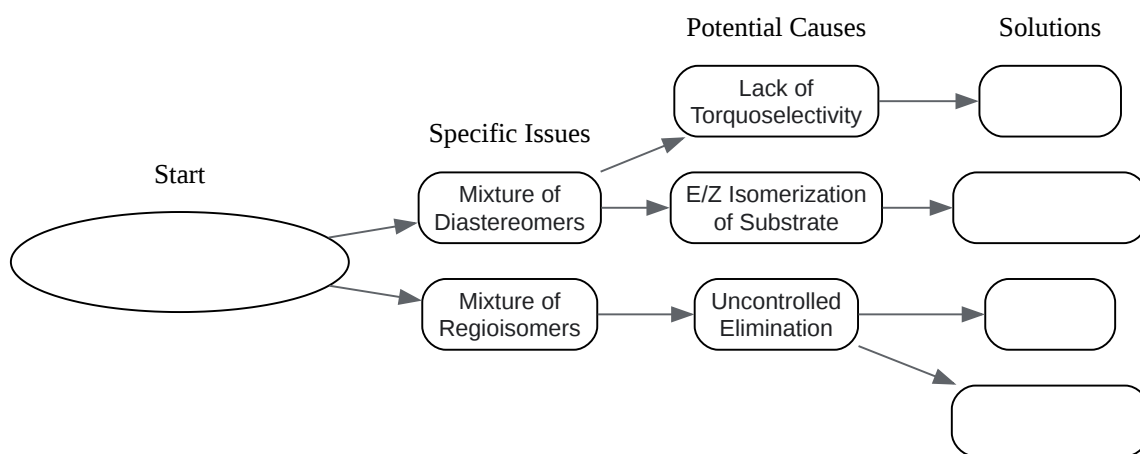 Potential Causes
Solutions
Lack of
Torquoselectivity
Specific Issues
Start
Mixture of
Diastereomers
E/Z Isomerization
of Substrate
Mixture of
Regioisomers
Uncontrolled
Elimination